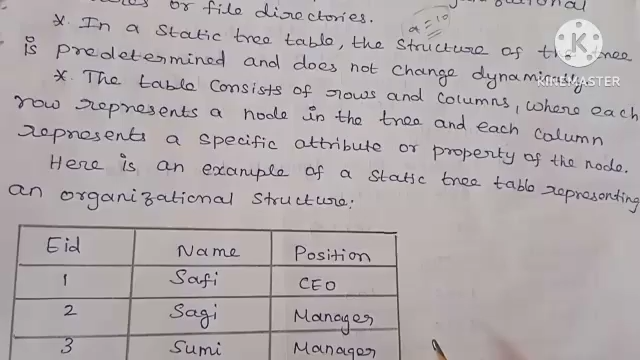 or file directories.
a = 10
*. In a static tree table, the structure of the tree
is predetermined and does not change dynamically
*. The table consists of rows and columns, where each
row represents a node in the tree and each column
represents a specific attribute or property of the node.
Here is an example of a static tree table representing
an organizational structure:
Eid Name Position
1 Safi CEO
2 Sagi Manager
3 Sumi Manager
KINEMASTER